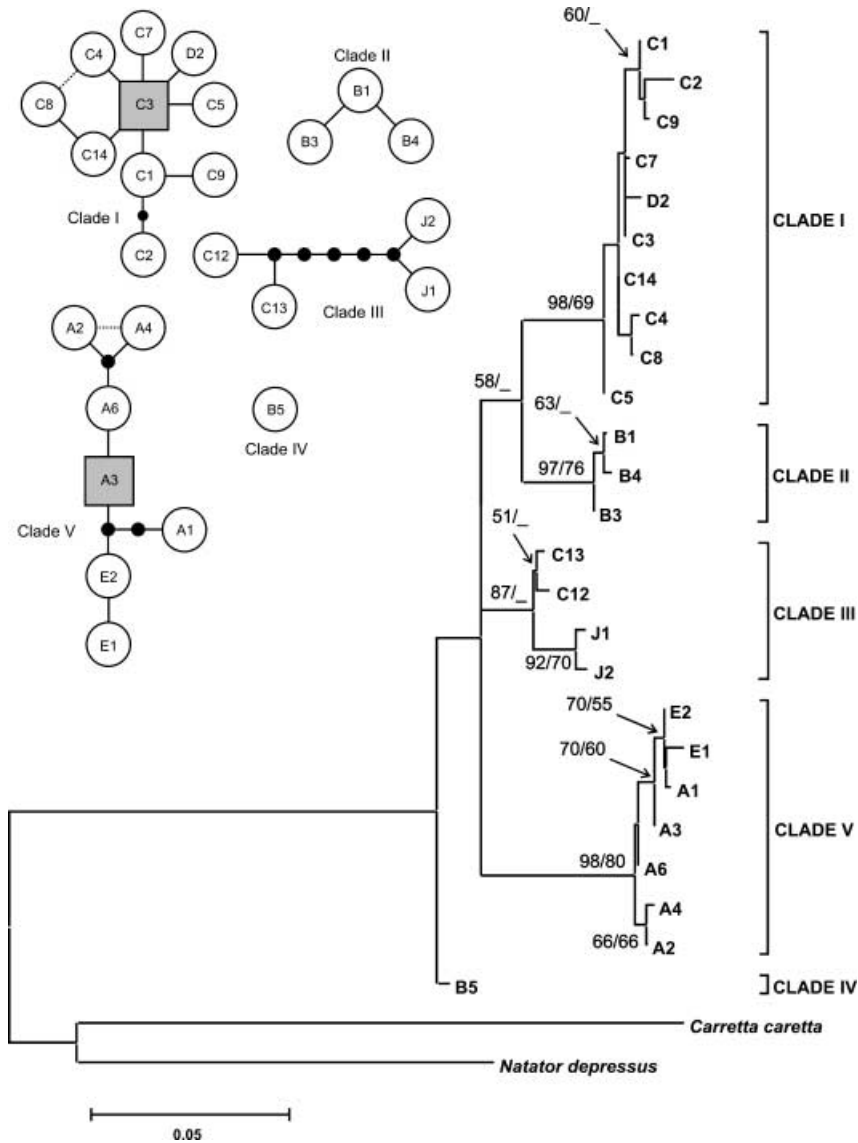 C7
C4
D2
C8
C3
C5
C14
C1
C9
Clade I
C2
Clade II
B1
B3
B4
J2
C12
C13
J1
Clade III
A2
A4
A6
B5
Clade IV
A3
Clade V
A1
E2
E1
60/_
C1
C2
C9
C7
D2
C3
C14
98/69
C4
C8
C5
CLADE I
58/_
63/_
B1
97/76
B4
B3
CLADE II
51/_
C13
87/_
C12
J1
92/70
J2
CLADE III
70/55
E2
70/60
E1
A1
A3
98/80
A6
A4
66/66
A2
CLADE V
B5
CLADE IV
Carretta caretta
Natator depressus
0.05